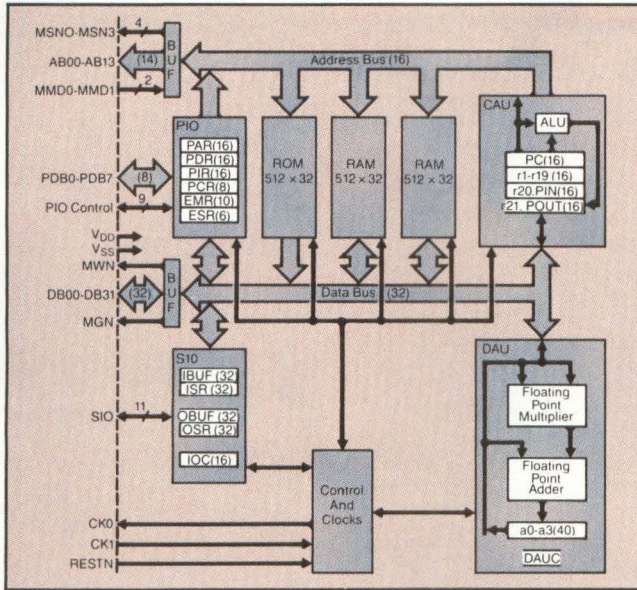 MSNO-MSN3
4
AB00-AB13
(14)
MMD0-MMD1
2
BUF
Address Bus (16)
PIO
PAR(16)
PDR(16)
PIR(16)
PCR(8)
EMR(10)
ESR(6)
PDB0-PDB7
(8)
PIO Control
9
ROM
512 × 32
RAM
512 × 32
RAM
512 × 32
CAU
ALU
PC(16)
r1-r19 (16)
r20.PIN(16)
r21. POUT(16)
VDD
VSS
MWN
DB00-DB31
(32)
MGN
BUF
Data Bus (32)
S10
IBUF (32
ISR (32)
OBUF (32
OSR (32)
IOC(16)
SIO
11
Control
And
Clocks
CK0
CK1
RESTN
DAU
Floating
Point
Multiplier
Floating
Point
Adder
a0-a3(40)
DAUC